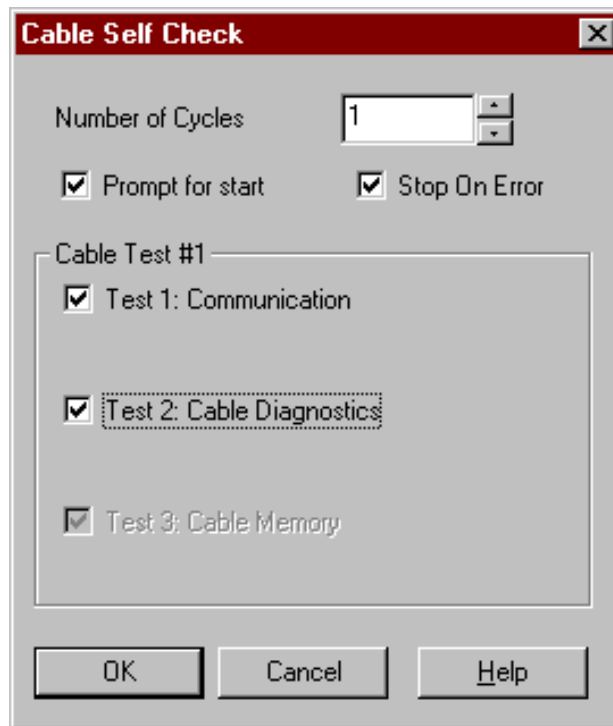 Cable Self Check
Number of Cycles 1
Prompt for start Stop On Error
Cable Test #1
Test 1: Communication
Test 2: Cable Diagnostics
Test 3: Cable Memory
OK Cancel Help